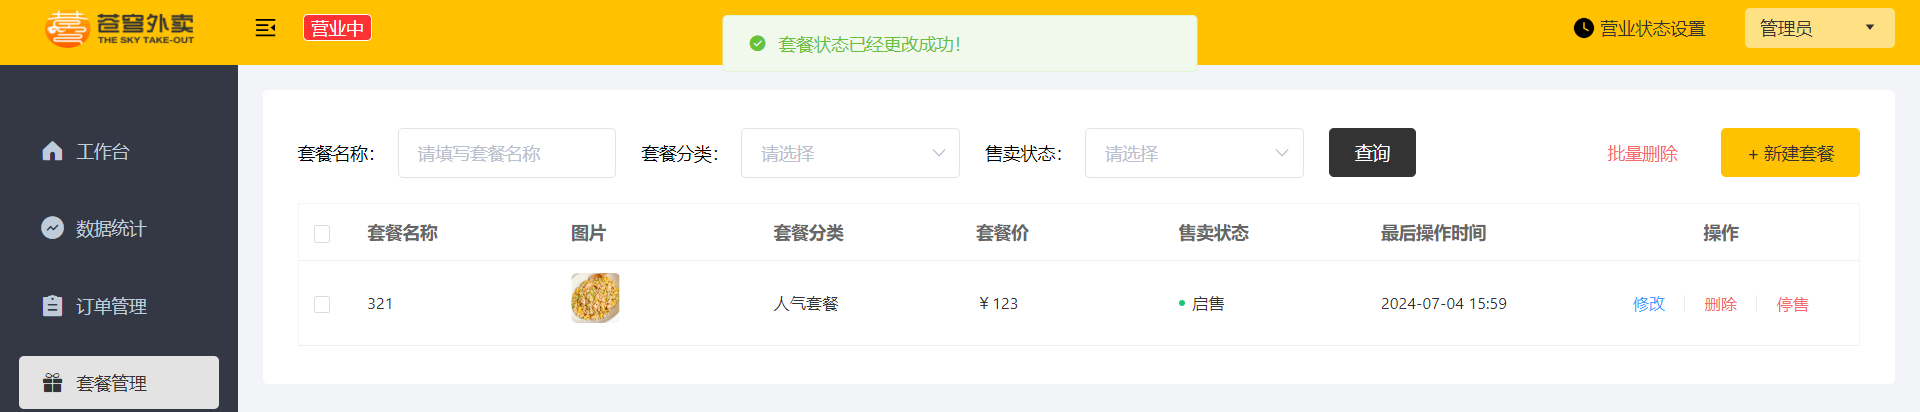 苍穹外卖
THE SKY TAKE-OUT
营业中
套餐状态已经更改成功！
营业状态设置
管理员
工作台
数据统计
订单管理
套餐管理
套餐名称： 请填写套餐名称 套餐分类： 请选择 售卖状态： 请选择 查询 批量删除 + 新建套餐
套餐名称 图片 套餐分类 套餐价 售卖状态 最后操作时间 操作
321 人气套餐 ￥123 启售 2024-07-04 15:59 修改 删除 停售